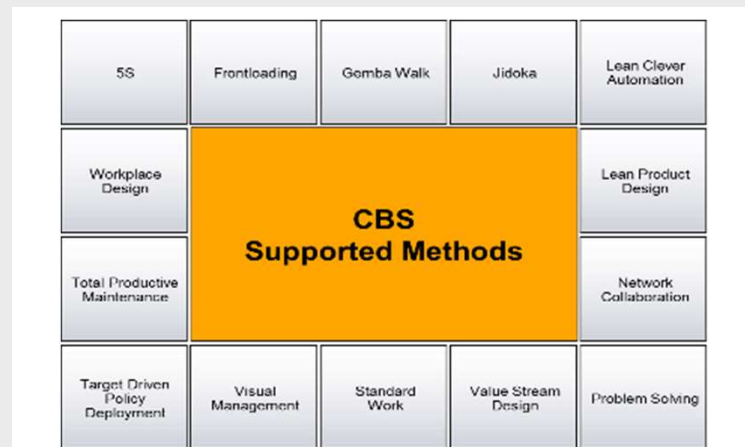 5S
Frontloading
Gemba Walk
Jidoka
Lean Clever
Automation
Workplace
Design
CBS
Supported Methods
Lean Product
Design
Total Productive
Maintenance
Network
Collaboration
Target Driven
Policy
Deployment
Visual
Management
Standard
Work
Value Stream
Design
Problem Solving